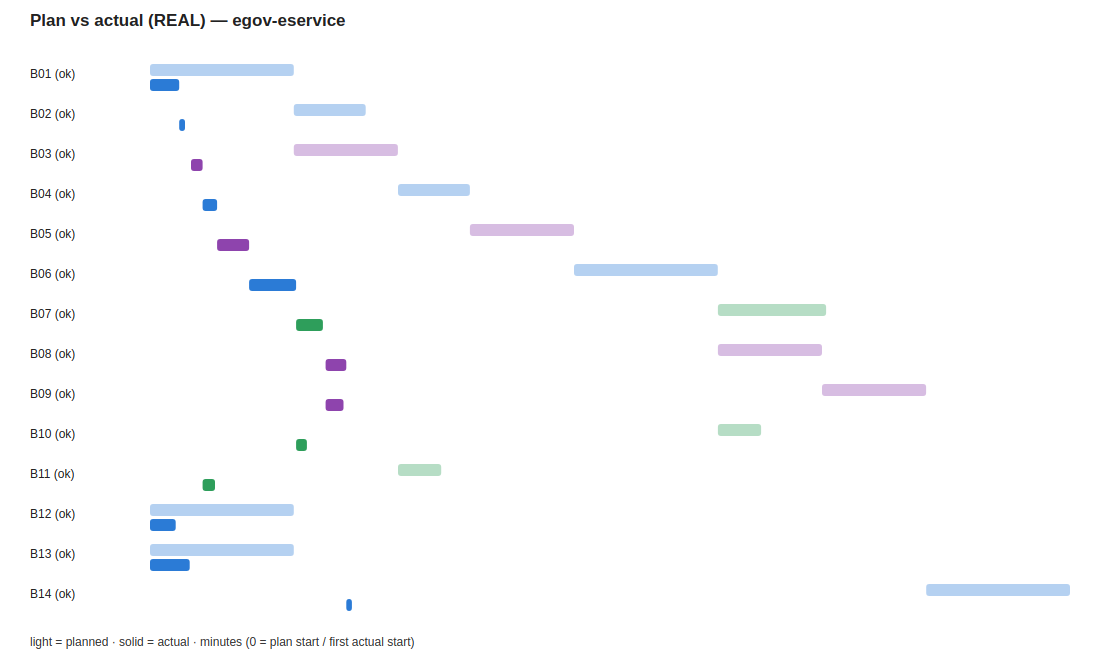 Plan vs actual (REAL) — egov-eservice
B01 (ok)
B02 (ok)
B03 (ok)
B04 (ok)
B05 (ok)
B06 (ok)
B07 (ok)
B08 (ok)
B09 (ok)
B10 (ok)
B11 (ok)
B12 (ok)
B13 (ok)
B14 (ok)
light = planned · solid = actual · minutes (0 = plan start / first actual start)